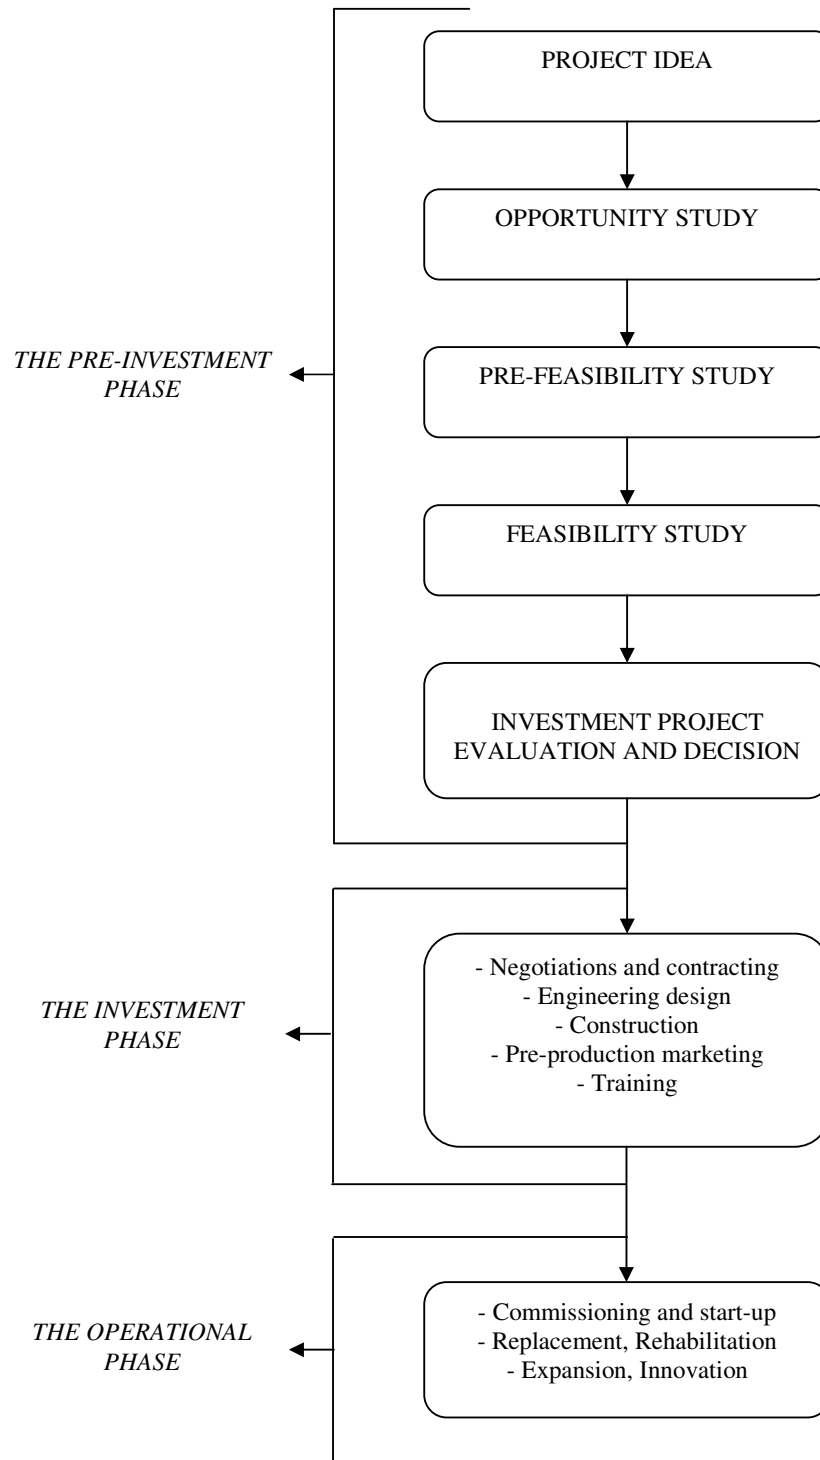 PROJECT IDEA
OPPORTUNITY STUDY
THE PRE-INVESTMENT
PHASE
PRE-FEASIBILITY STUDY
FEASIBILITY STUDY
INVESTMENT PROJECT
EVALUATION AND DECISION
THE INVESTMENT
PHASE
- Negotiations and contracting
- Engineering design
- Construction
- Pre-production marketing
- Training
THE OPERATIONAL
PHASE
- Commissioning and start-up
- Replacement, Rehabilitation
- Expansion, Innovation